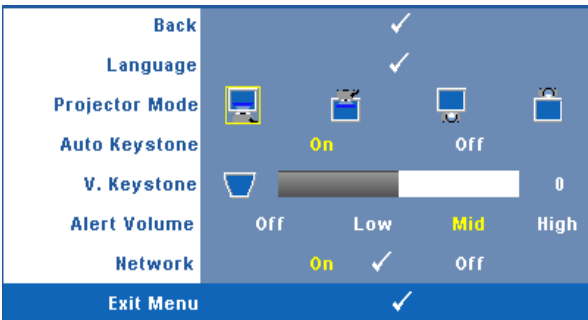 Back
Language
Projector Mode
Auto Keystone On Off
V. Keystone 0
Alert Volume Off Low Mid High
Network On Off
Exit Menu